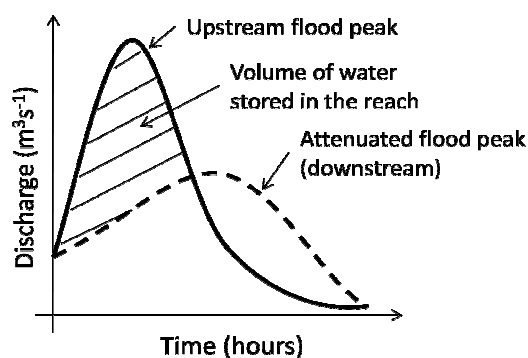 Upstream flood peak
Volume of water
stored in the reach
Attenuated flood peak
(downstream)
Discharge (m³s⁻¹)
Time (hours)